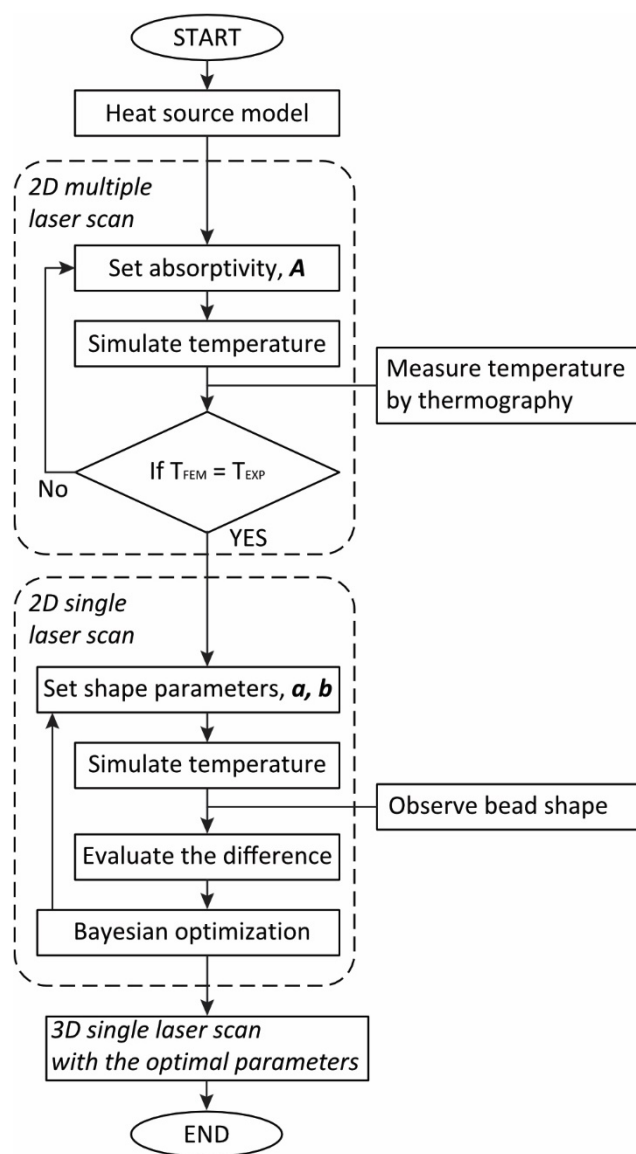 START
Heat source model
2D multiple
laser scan
Set absorptivity, A
Simulate temperature
Measure temperature
by thermography
If TFEM = TEXP
No
YES
2D single
laser scan
Set shape parameters, a, b
Simulate temperature
Observe bead shape
Evaluate the difference
Bayesian optimization
3D single laser scan
with the optimal parameters
END